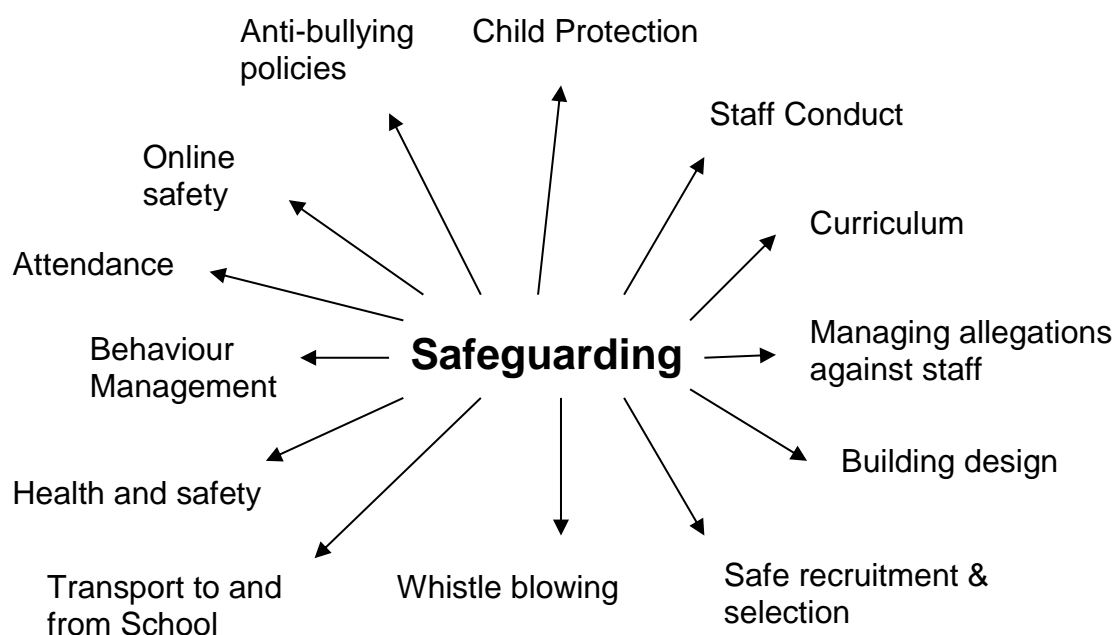 Anti-bullying
policies
Child Protection
Staff Conduct
Online
safety
Curriculum
Attendance
Behaviour
Management
Safeguarding
Managing allegations
against staff
Building design
Health and safety
Transport to and
from School
Whistle blowing
Safe recruitment &
selection